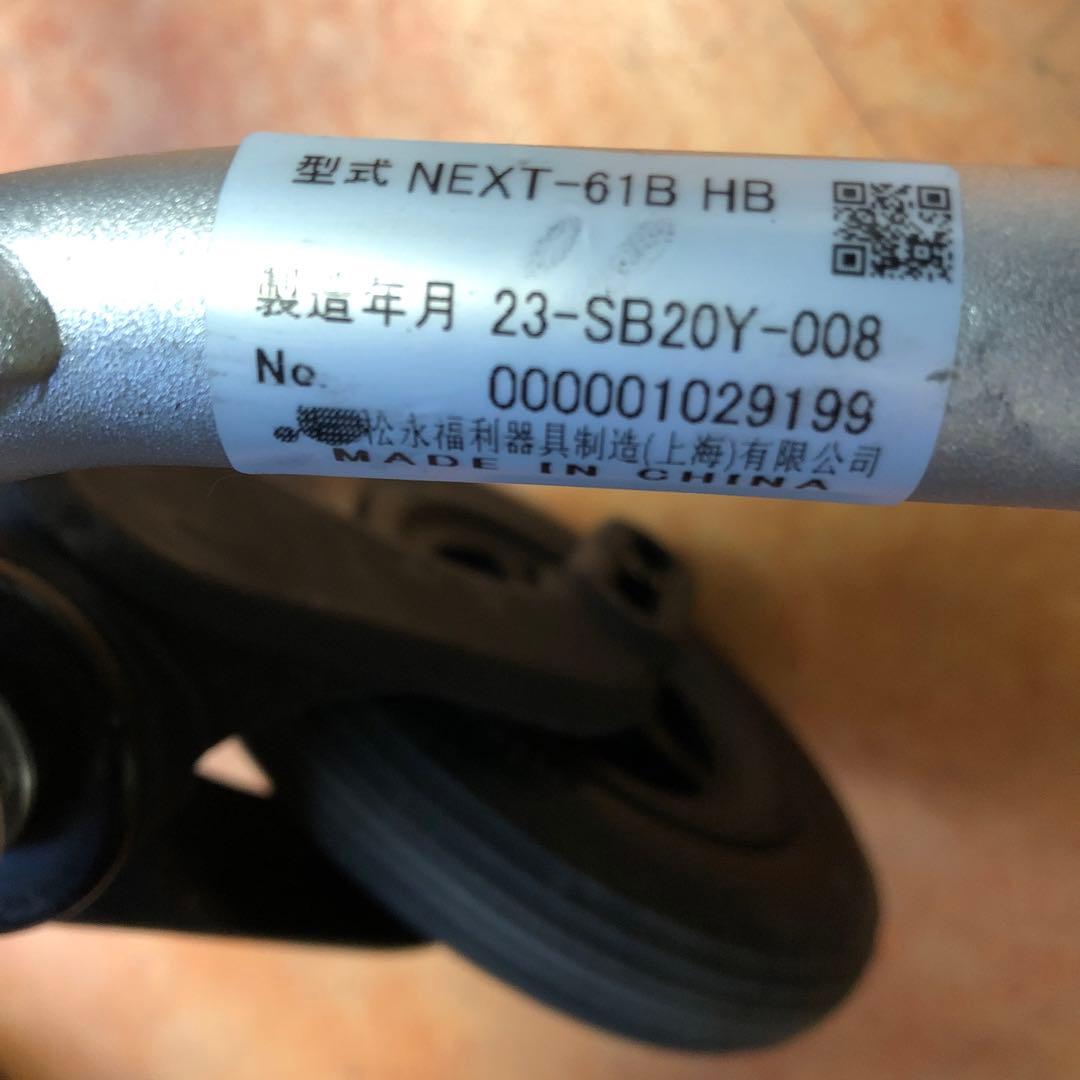 型式 NEXT-61B HB
製造年月 23-SB20Y-008
No. 000001029199
松永福利器具制造(上海)有限公司
MADE IN CHINA